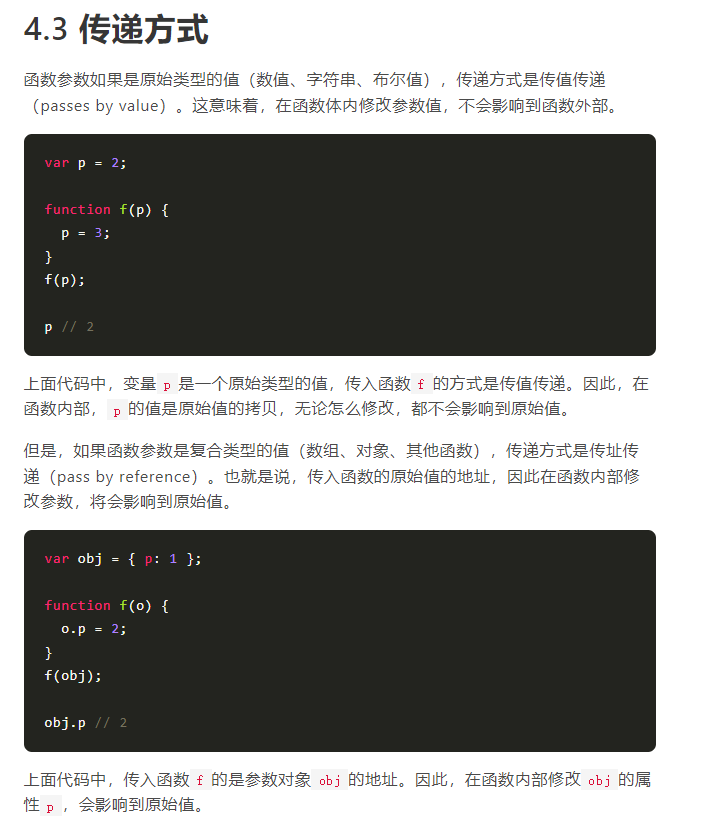 4.3 传递方式
函数参数如果是原始类型的值（数值、字符串、布尔值），传递方式是传值传递
（passes by value）。这意味着，在函数体内修改参数值，不会影响到函数外部。
var p = 2;
function f(p) {
  p = 3;
}
f(p);
p // 2
上面代码中，变量 p 是一个原始类型的值，传入函数 f 的方式是传值传递。因此，在
函数内部， p 的值是原始值的拷贝，无论怎么修改，都不会影响到原始值。
但是，如果函数参数是复合类型的值（数组、对象、其他函数），传递方式是传址传
递（pass by reference）。也就是说，传入函数的原始值的地址，因此在函数内部修
改参数，将会影响到原始值。
var obj = { p: 1 };
function f(o) {
  o.p = 2;
}
f(obj);
obj.p // 2
上面代码中，传入函数 f 的是参数对象 obj 的地址。因此，在函数内部修改 obj 的属
性 p ，会影响到原始值。